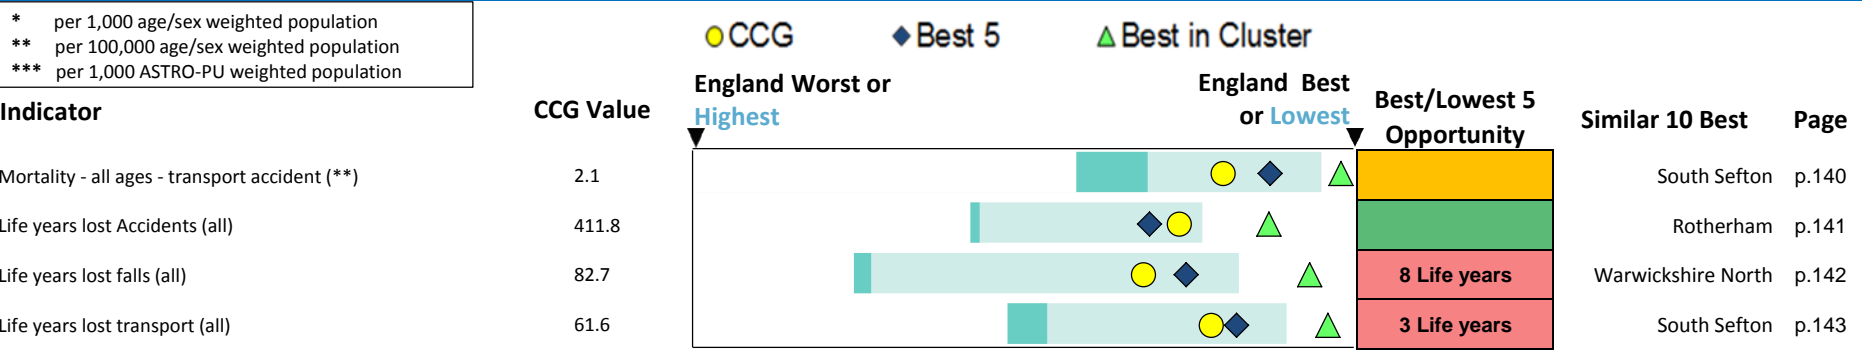 * per 1,000 age/sex weighted population
** per 100,000 age/sex weighted population
*** per 1,000 ASTRO-PU weighted population
CCG Best 5 Best in Cluster
Indicator CCG Value England Worst or Highest England Best or Lowest Best/Lowest 5 Opportunity Similar 10 Best Page
Mortality - all ages - transport accident (**) 2.1 South Sefton p.140
Life years lost Accidents (all) 411.8 Rotherham p.141
Life years lost falls (all) 82.7 8 Life years Warwickshire North p.142
Life years lost transport (all) 61.6 3 Life years South Sefton p.143